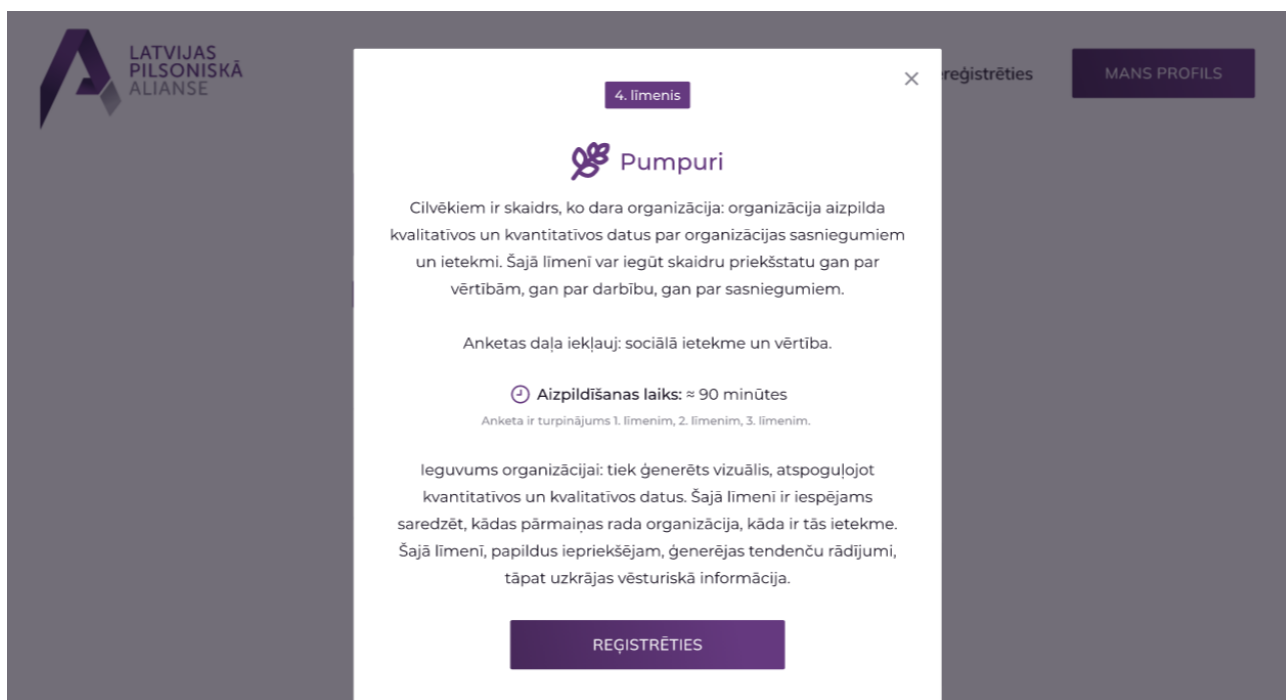 LATVIJAS
PILSONISKĀ
ALIANSE
reģistrēties
MANS PROFILS
4. līmenis
Pumpuri
Cilvēkiem ir skaidrs, ko dara organizācija: organizācija aizpilda
kvalitatīvos un kvantitatīvos datus par organizācijas sasniegumiem
un ietekmi. Šajā līmenī var iegūt skaidru priekšstatu gan par
vērtībām, gan par darbību, gan par sasniegumiem.
Anketas daļa iekļauj: sociālā ietekme un vērtība.
Aizpildīšanas laiks: ≈ 90 minūtes
Anketa ir turpinājums 1. līmenim, 2. līmenim, 3. līmenim.
Ieguvums organizācijai: tiek ģenerēts vizuālis, atspoguļojot
kvantitatīvos un kvalitatīvos datus. Šajā līmenī ir iespējams
saredzēt, kādas pārmaiņas rada organizācija, kāda ir tās ietekme.
Šajā līmenī, papildus iepriekšējam, ģenerējas tendenču rādījumi,
tāpat uzkrājas vēsturiskā informācija.
REĢISTRĒTIES